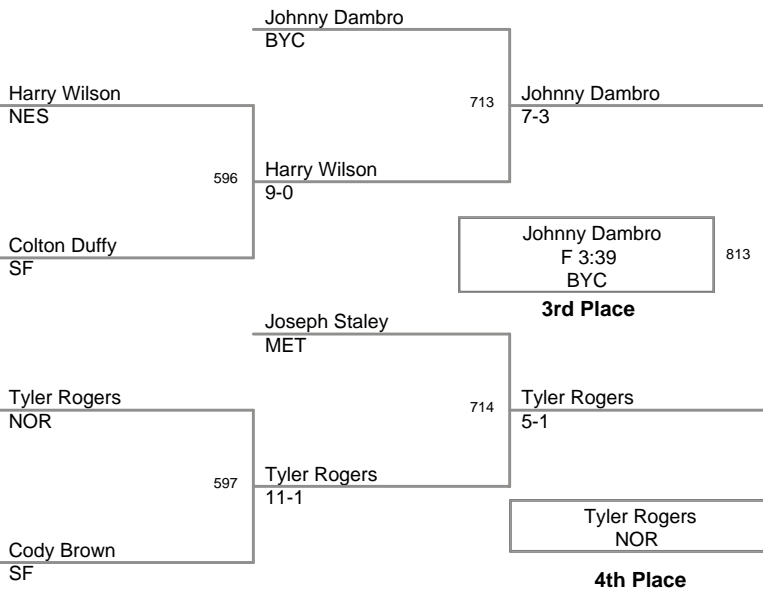 Johnny Dambro
BYC
Harry Wilson
NES
713
Johnny Dambro
7-3
596
Harry Wilson
9-0
Colton Duffy
SF
Johnny Dambro
F 3:39
BYC
813
3rd Place
Joseph Staley
MET
Tyler Rogers
NOR
714
Tyler Rogers
5-1
597
Tyler Rogers
11-1
Tyler Rogers
NOR
Cody Brown
SF
4th Place